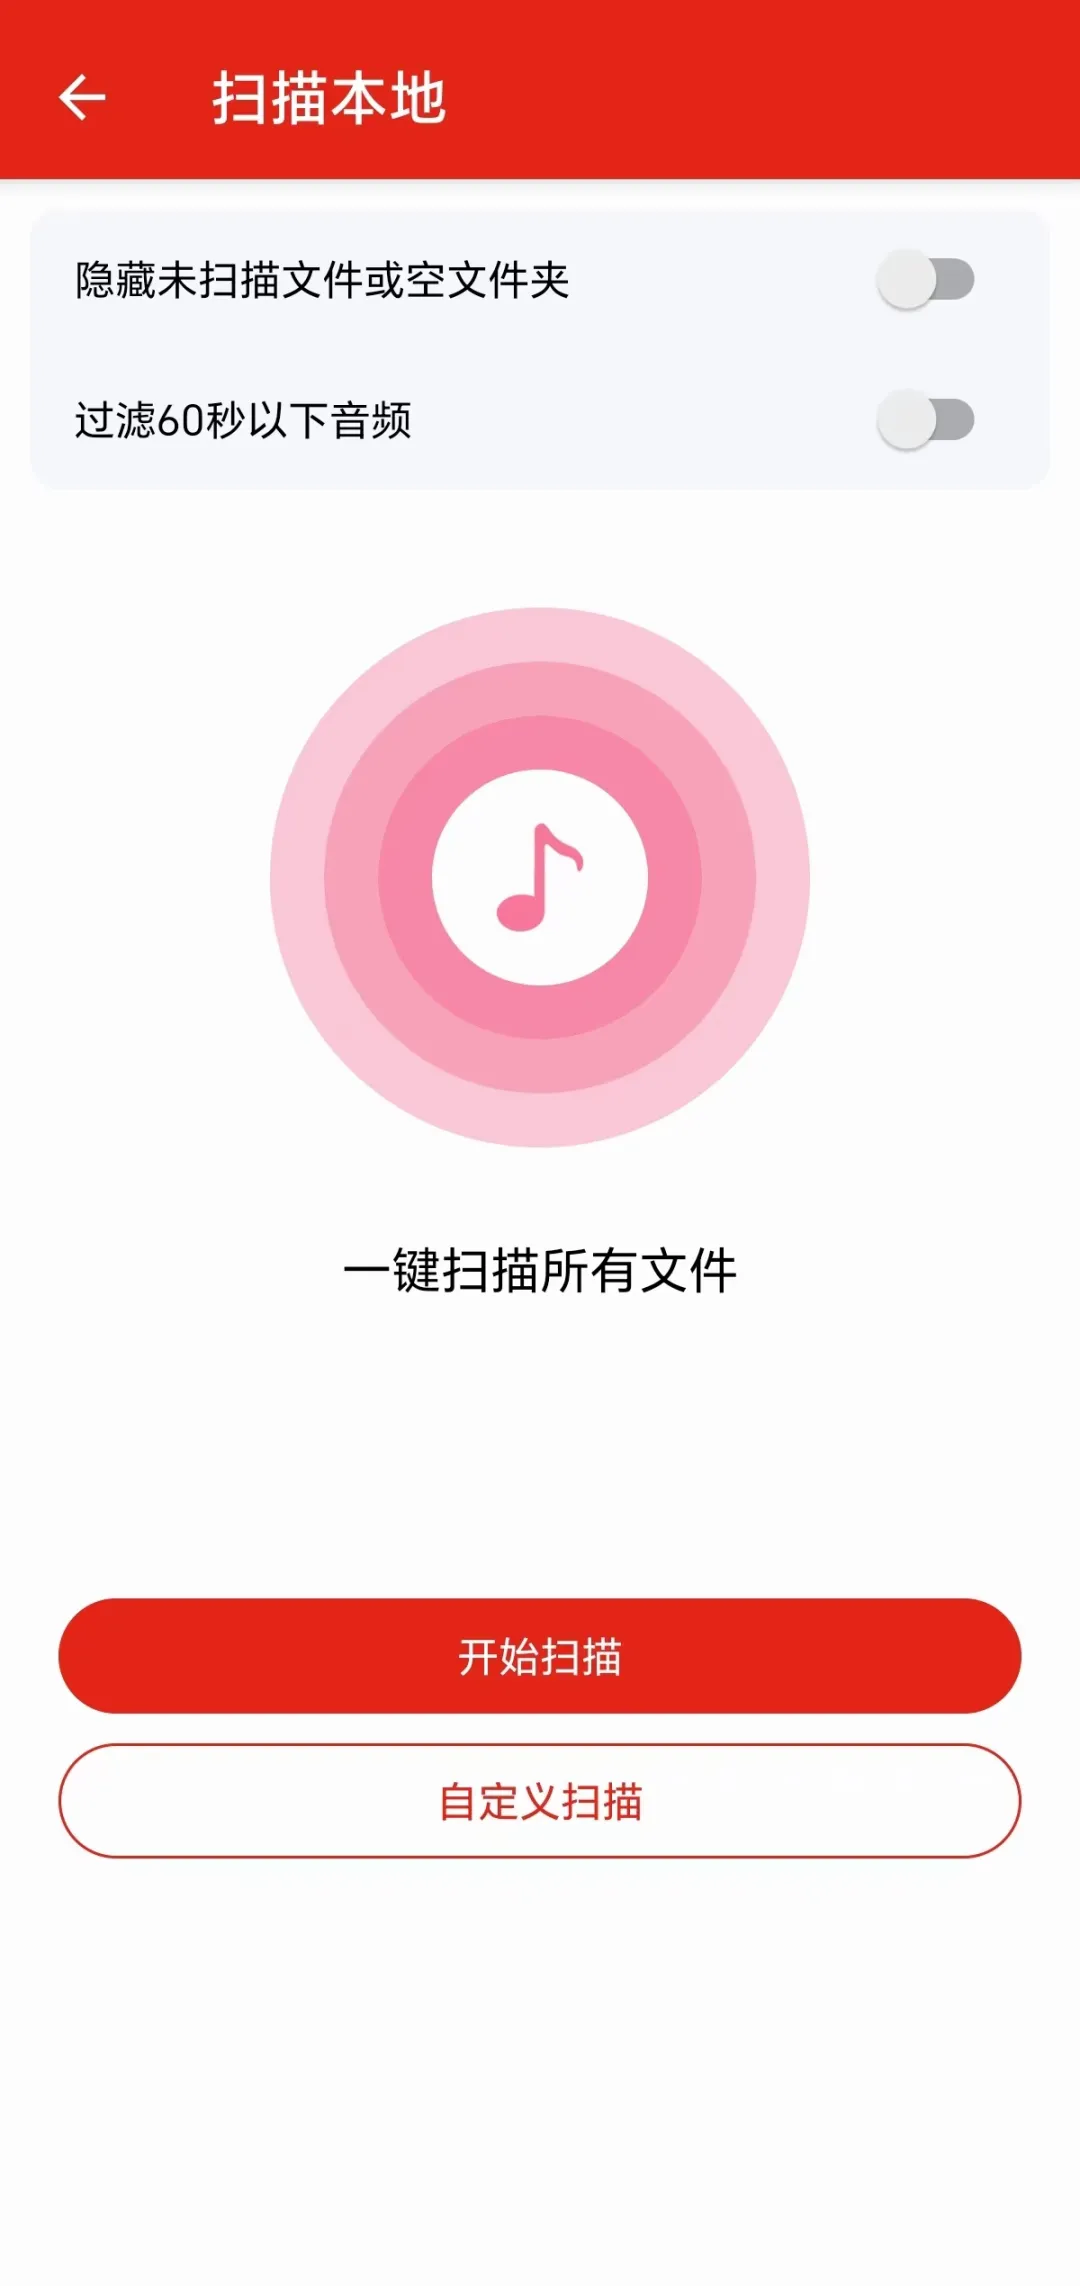 扫描本地
隐藏未扫描文件或空文件夹
过滤60秒以下音频
一键扫描所有文件
开始扫描
自定义扫描